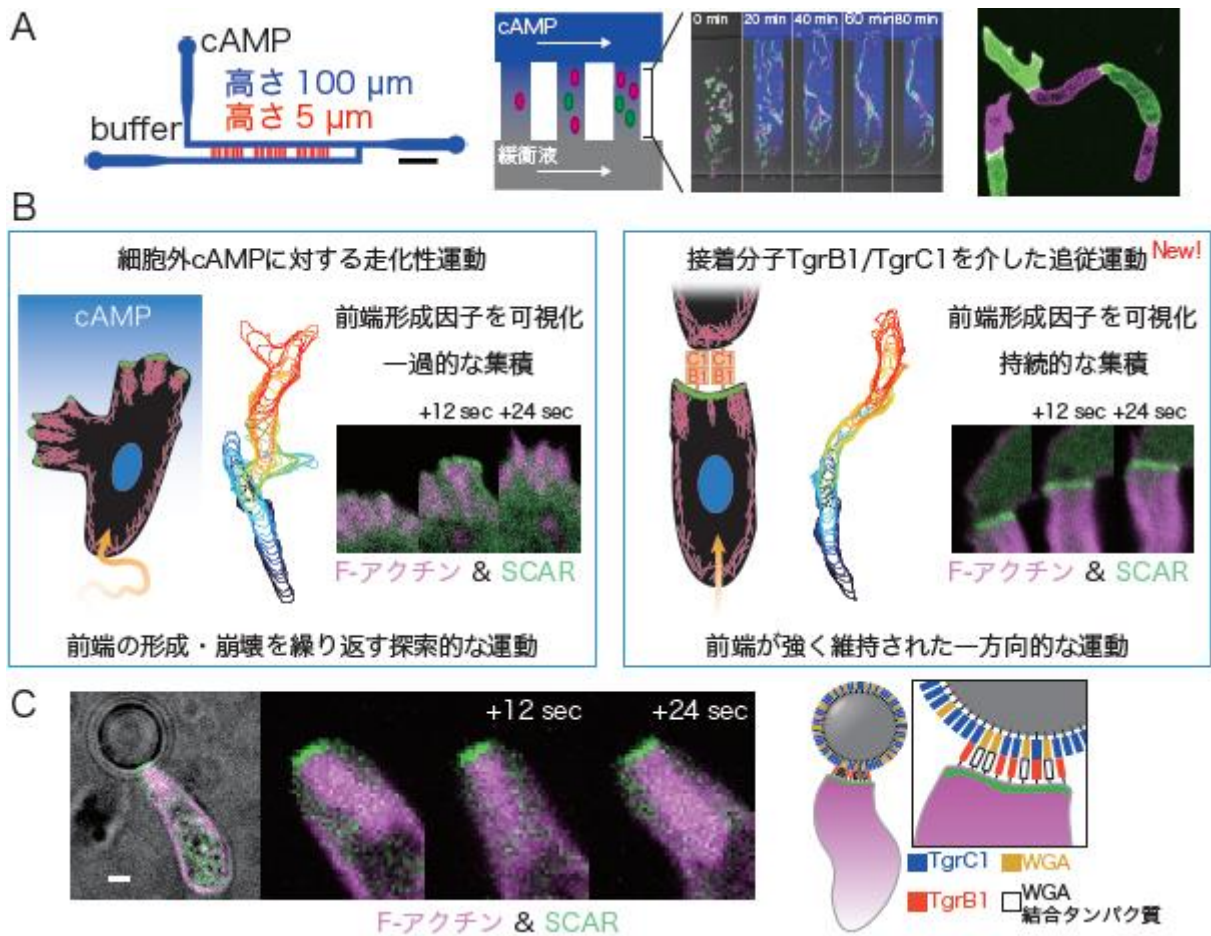 A
cAMP
高さ 100 µm
高さ 5 µm
buffer
cAMP
緩衝液
0 min
20 min
40 min
60 min
80 min
B
細胞外cAMPに対する走化性運動
cAMP
前端形成因子を可視化
一過的な集積
+12 sec +24 sec
F-アクチン & SCAR
前端の形成・崩壊を繰り返す探索的な運動
接着分子TgrB1/TgrC1を介した追従運動 New!
C1 C1
B1 B1
前端形成因子を可視化
持続的な集積
+12 sec +24 sec
F-アクチン & SCAR
前端が強く維持された一方向的な運動
C
+12 sec
+24 sec
F-アクチン & SCAR
TgrC1
WGA
TgrB1
WGA
結合タンパク質